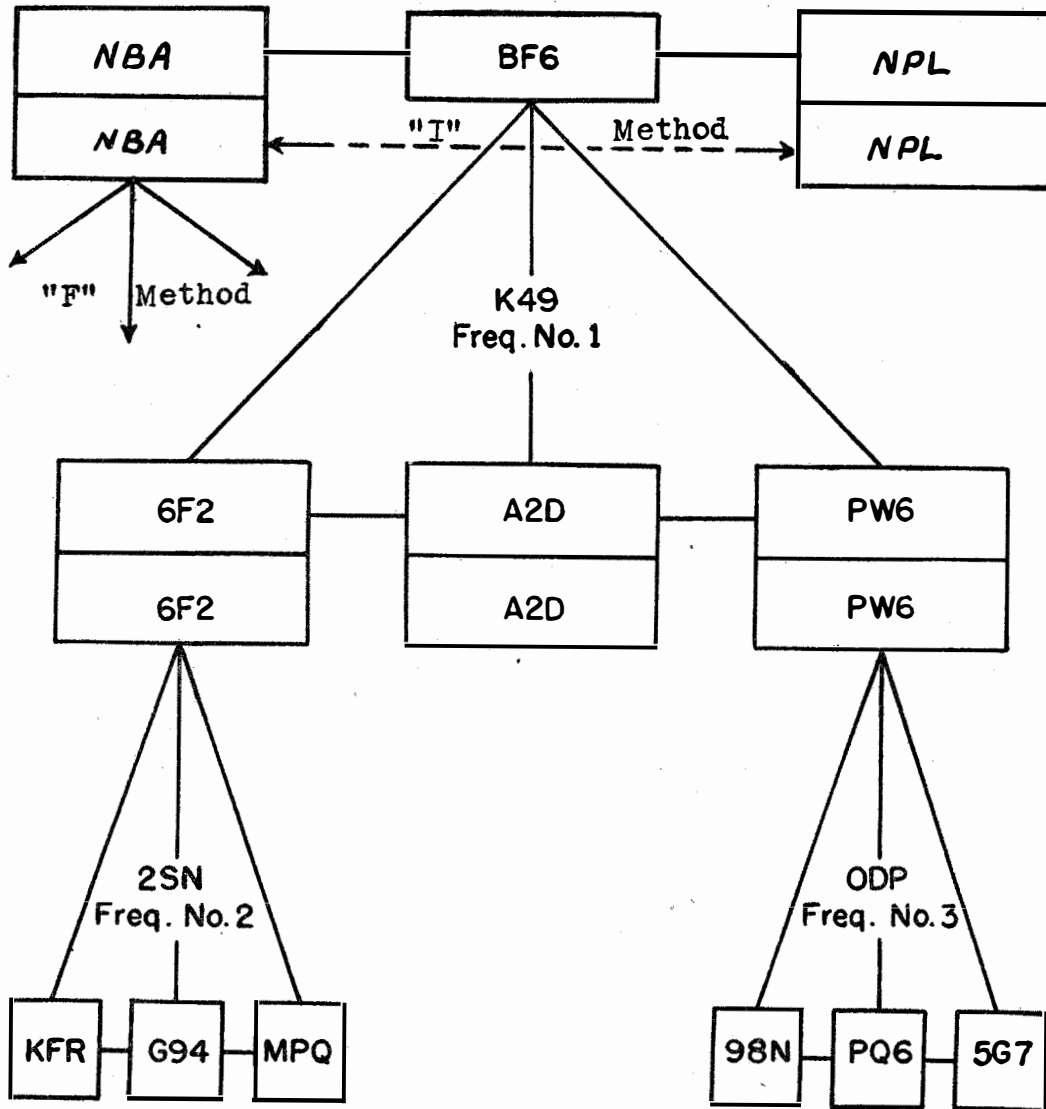 NBA
BF6
NPL
NBA
"I" Method
NPL
"F" Method
K49
Freq. No. 1
6F2
A2D
PW6
6F2
A2D
PW6
2SN
Freq. No. 2
ODP
Freq. No. 3
KFR
G94
MPQ
98N
PQ6
5G7